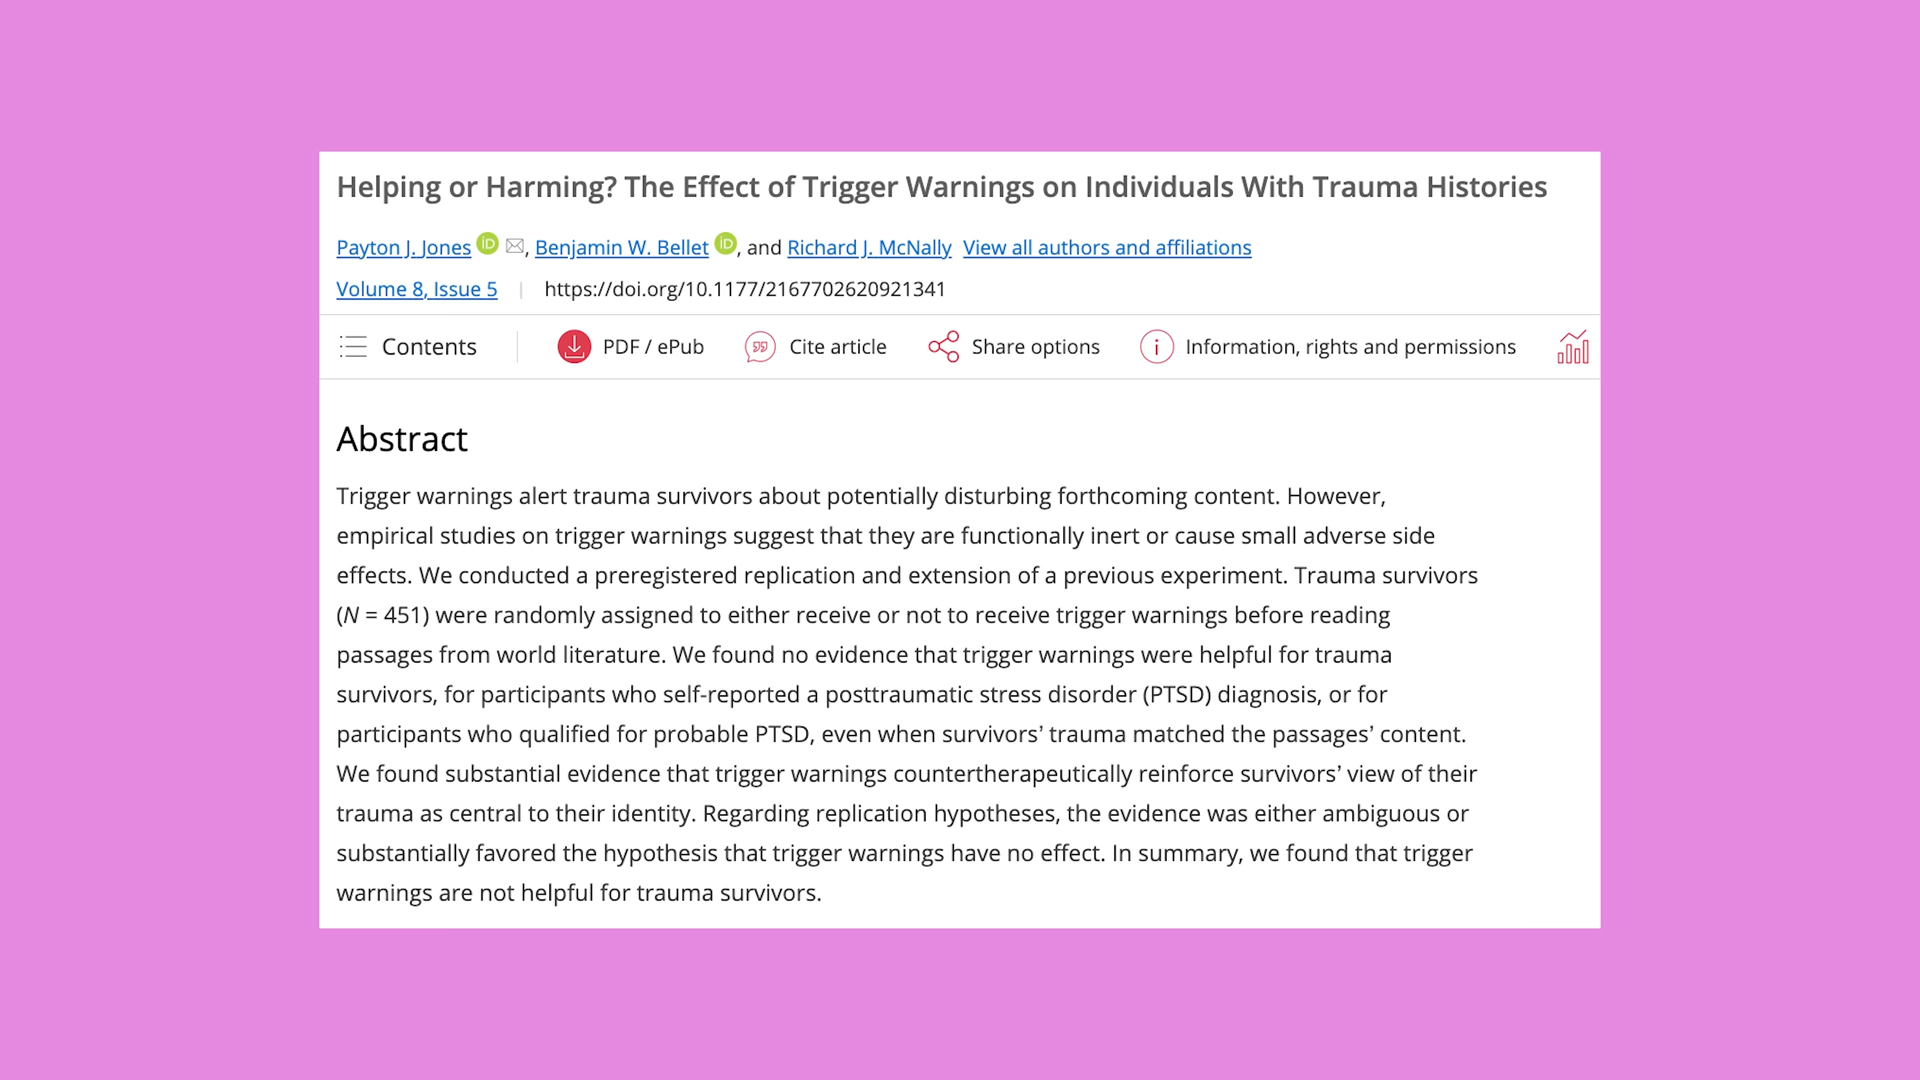 Helping or Harming? The Effect of Trigger Warnings on Individuals With Trauma Histories
Payton J. Jones iD, Benjamin W. Bellet iD, and Richard J. McNally View all authors and affiliations
Volume 8, Issue 5 | https://doi.org/10.1177/2167702620921341
Contents PDF / ePub Cite article Share options Information, rights and permissions
Abstract
Trigger warnings alert trauma survivors about potentially disturbing forthcoming content. However,
empirical studies on trigger warnings suggest that they are functionally inert or cause small adverse side
effects. We conducted a preregistered replication and extension of a previous experiment. Trauma survivors
(N = 451) were randomly assigned to either receive or not to receive trigger warnings before reading
passages from world literature. We found no evidence that trigger warnings were helpful for trauma
survivors, for participants who self-reported a posttraumatic stress disorder (PTSD) diagnosis, or for
participants who qualified for probable PTSD, even when survivors’ trauma matched the passages’ content.
We found substantial evidence that trigger warnings countertherapeutically reinforce survivors’ view of their
trauma as central to their identity. Regarding replication hypotheses, the evidence was either ambiguous or
substantially favored the hypothesis that trigger warnings have no effect. In summary, we found that trigger
warnings are not helpful for trauma survivors.